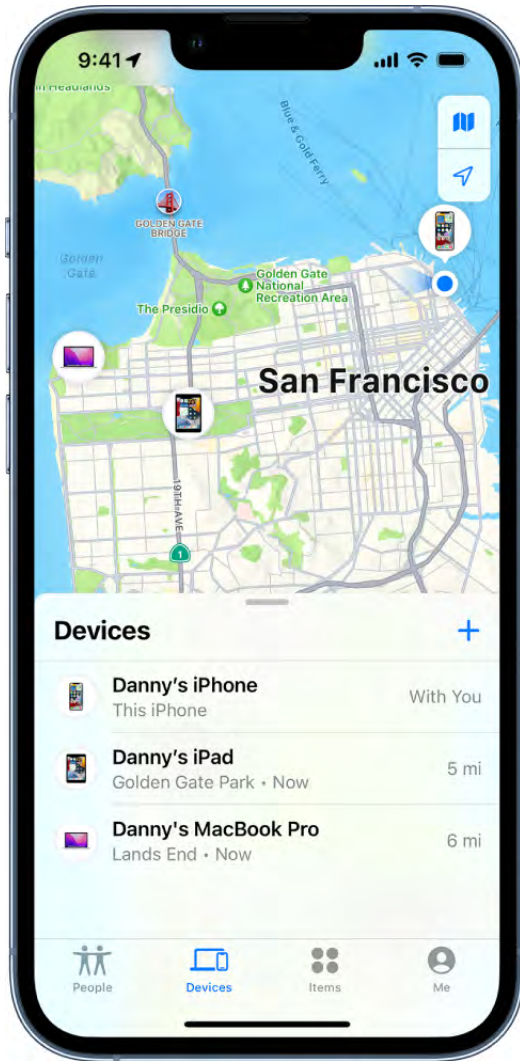 9:41
in Headlands
Blue & Gold Ferry
GOLDEN GATE
BRIDGE
Golden
Gate
Golden Gate
National
Recreation Area
The Presidio
San Francisco
19TH AVE
1
Devices
+
Danny's iPhone
This iPhone
With You
Danny's iPad
Golden Gate Park • Now
5 mi
Danny's MacBook Pro
Lands End • Now
6 mi
People
Devices
Items
Me